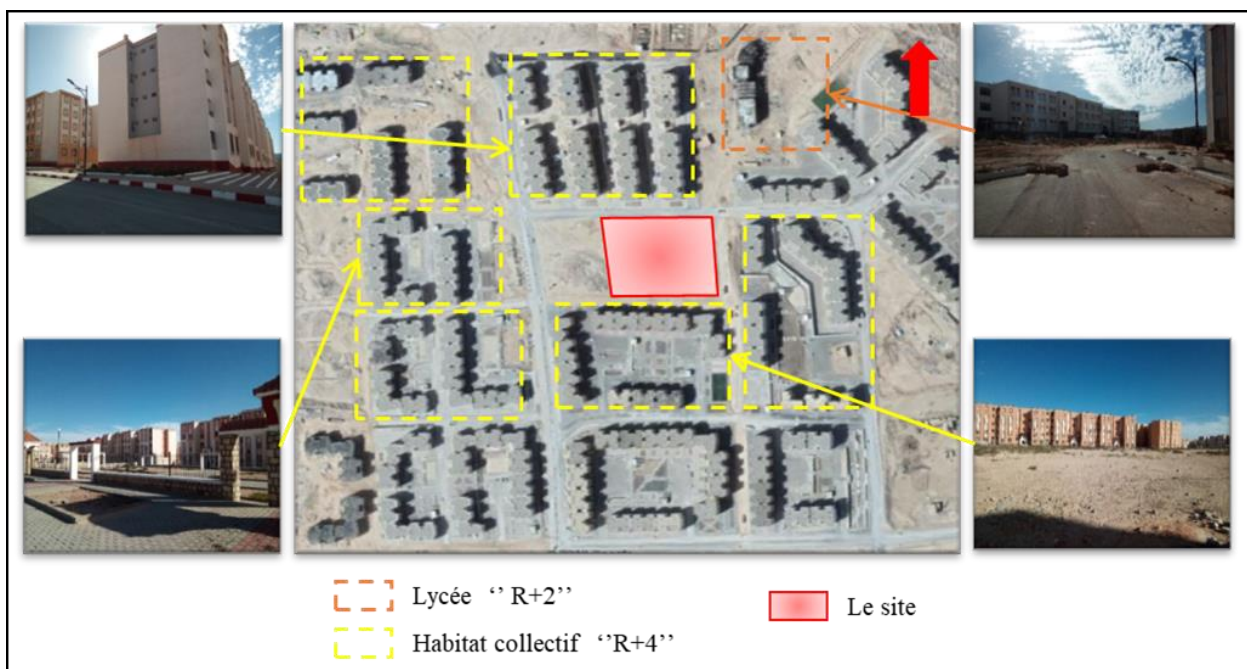 Lycée ‘’ R+2’’
Le site
Habitat collectif ‘’R+4’’